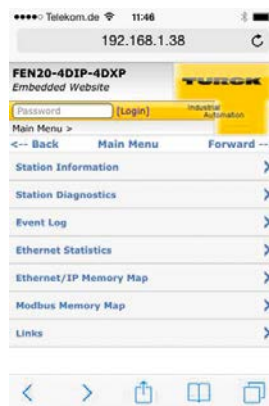 Telekom.de 11:46
192.168.1.38
FEN20-4DIP-4DXP
Embedded Website
TURCK
Password [Login]
Industrial
Automation
Main Menu >
<-- Back Main Menu Forward --
Station Information
Station Diagnostics
Event Log
Ethernet Statistics
Ethernet/IP Memory Map
Modbus Memory Map
Links